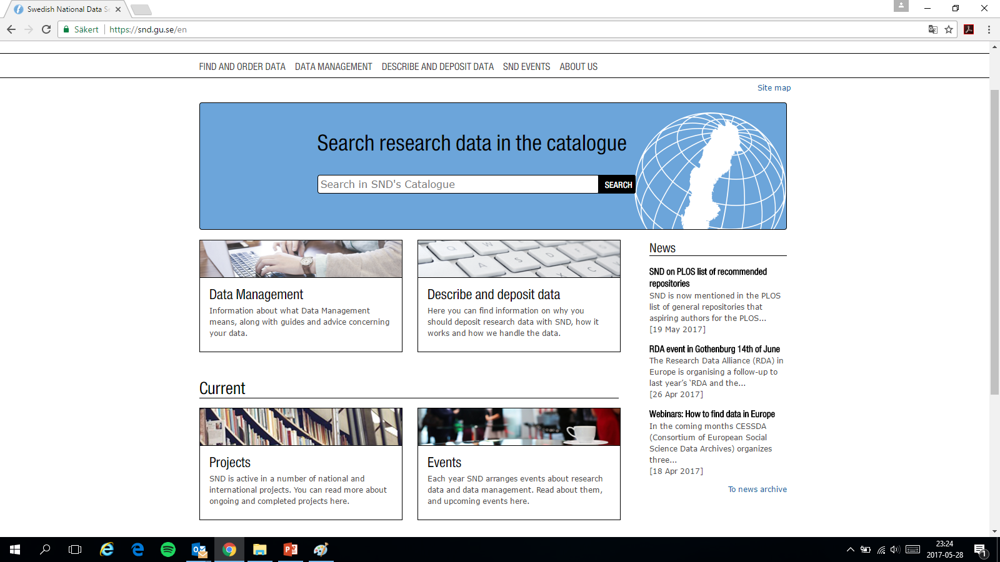 Swedish National Data Se
Säkert
https://snd.gu.se/en
FIND AND ORDER DATA
DATA MANAGEMENT
DESCRIBE AND DEPOSIT DATA
SND EVENTS
ABOUT US
Site map
Search research data in the catalogue
Search in SND's Catalogue
SEARCH
Data Management
Information about what Data Management
means, along with guides and advice concerning
your data.
Describe and deposit data
Here you can find information on why you
should deposit research data with SND, how it
works and how we handle the data.
Current
Projects
SND is active in a number of national and
international projects. You can read more about
ongoing and completed projects here.
Events
Each year SND arranges events about research
data and data management. Read about them,
and upcoming events here.
News
SND on PLOS list of recommended
repositories
SND is now mentioned in the PLOS
list of general repositories that
aspiring authors for the PLOS...
[19 May 2017]
RDA event in Gothenburg 14th of June
The Research Data Alliance (RDA) in
Europe is organising a follow-up to
last year´s ‘RDA and the...
[26 Apr 2017]
Webinars: How to find data in Europe
In the coming months CESSDA
(Consortium of European Social
Science Data Archives) organizes
three...
[18 Apr 2017]
To news archive
23:24
2017-05-28
1